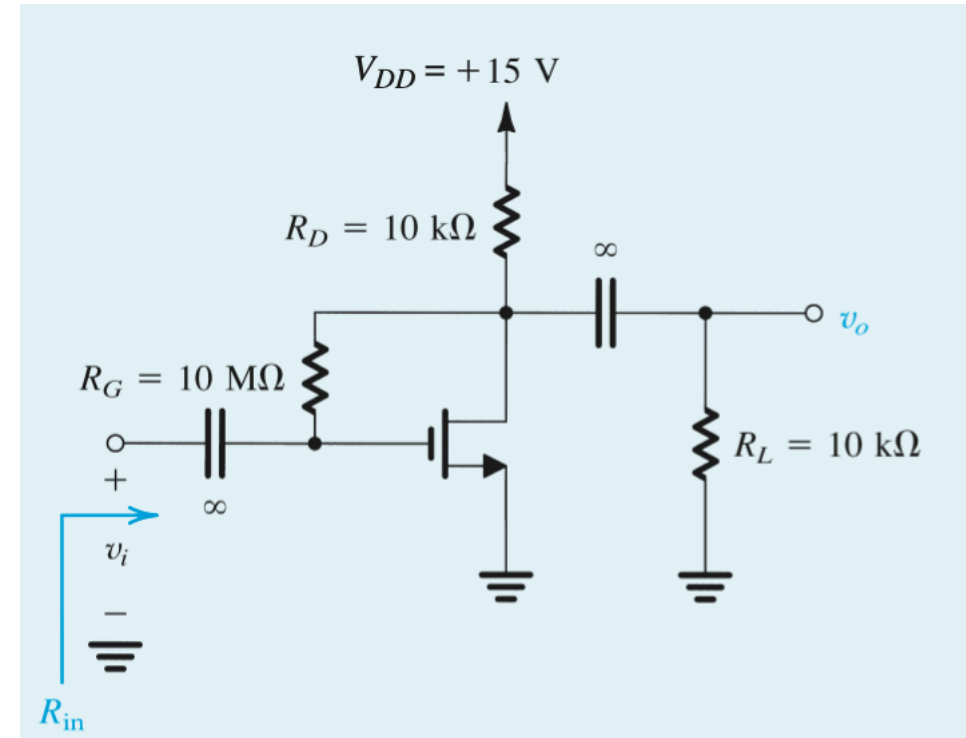 V_DD = +15 V
R_D = 10 kΩ
∞
v_o
R_G = 10 MΩ
R_L = 10 kΩ
+
∞
v_i
−
R_in